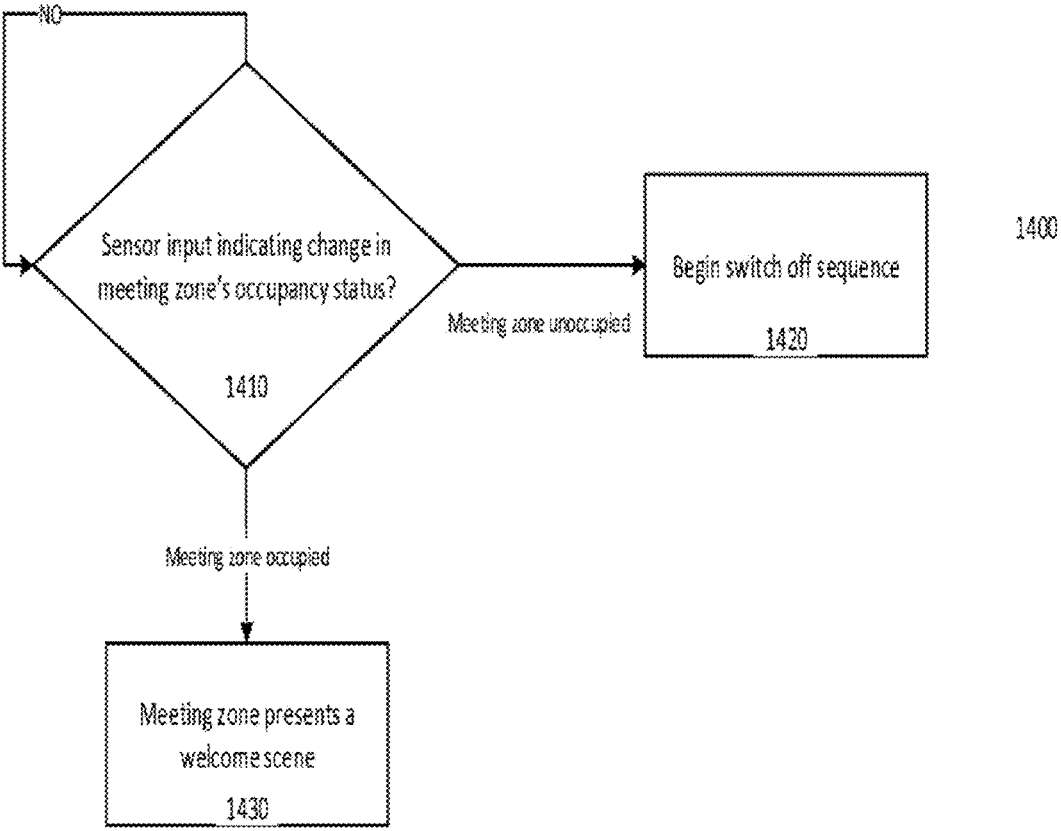 NO
Sensor input indicating change in
meeting zone's occupancy status?
1410
Meeting zone unoccupied
Begin switch off sequence
1420
1400
Meeting zone occupied
Meeting zone presents a
welcome scene
1430